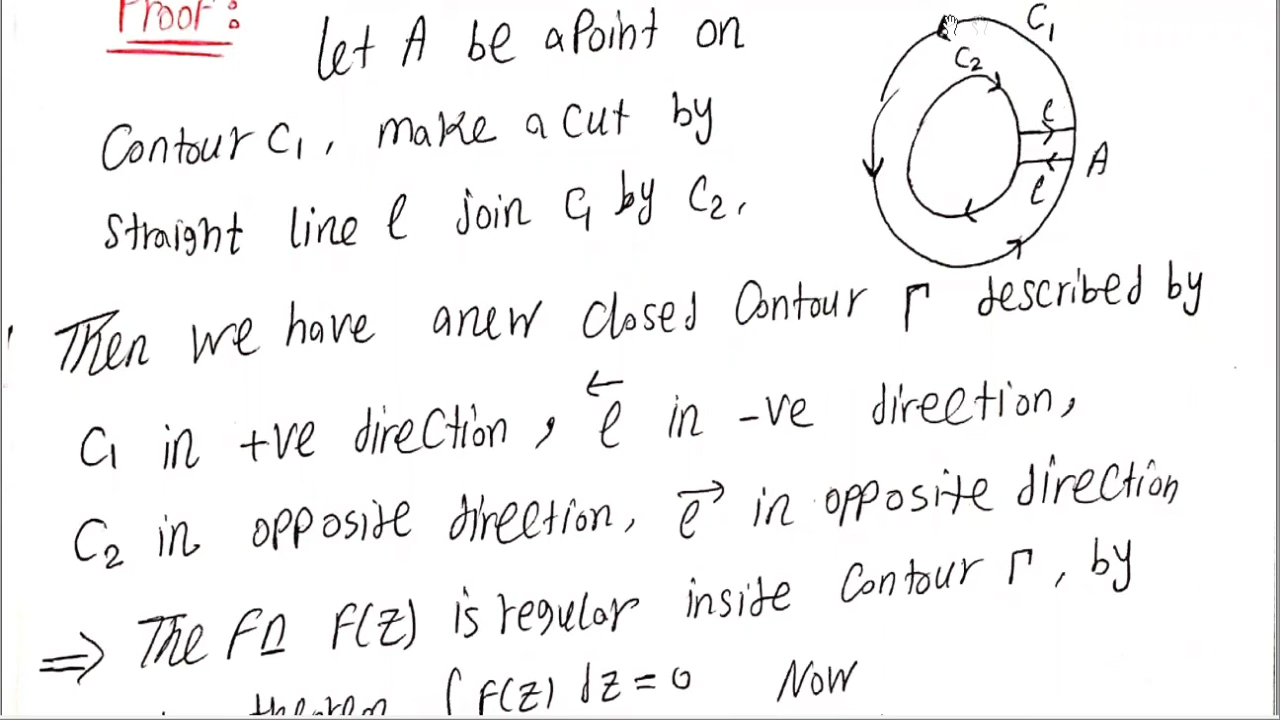 Proof:
let A be a Point on
C1
C2
Contour C1, make a cut by
l
A
l
Straight line l join C1 by C2.
Then we have a new closed Contour Γ described by
C1 in +ve direction, ←l in -ve direction,
C2 in opposite direction, →l in opposite direction
⇒ The Fn F(Z) is regular inside Contour Γ, by
theorem ∫ F(Z) dz = 0 Now